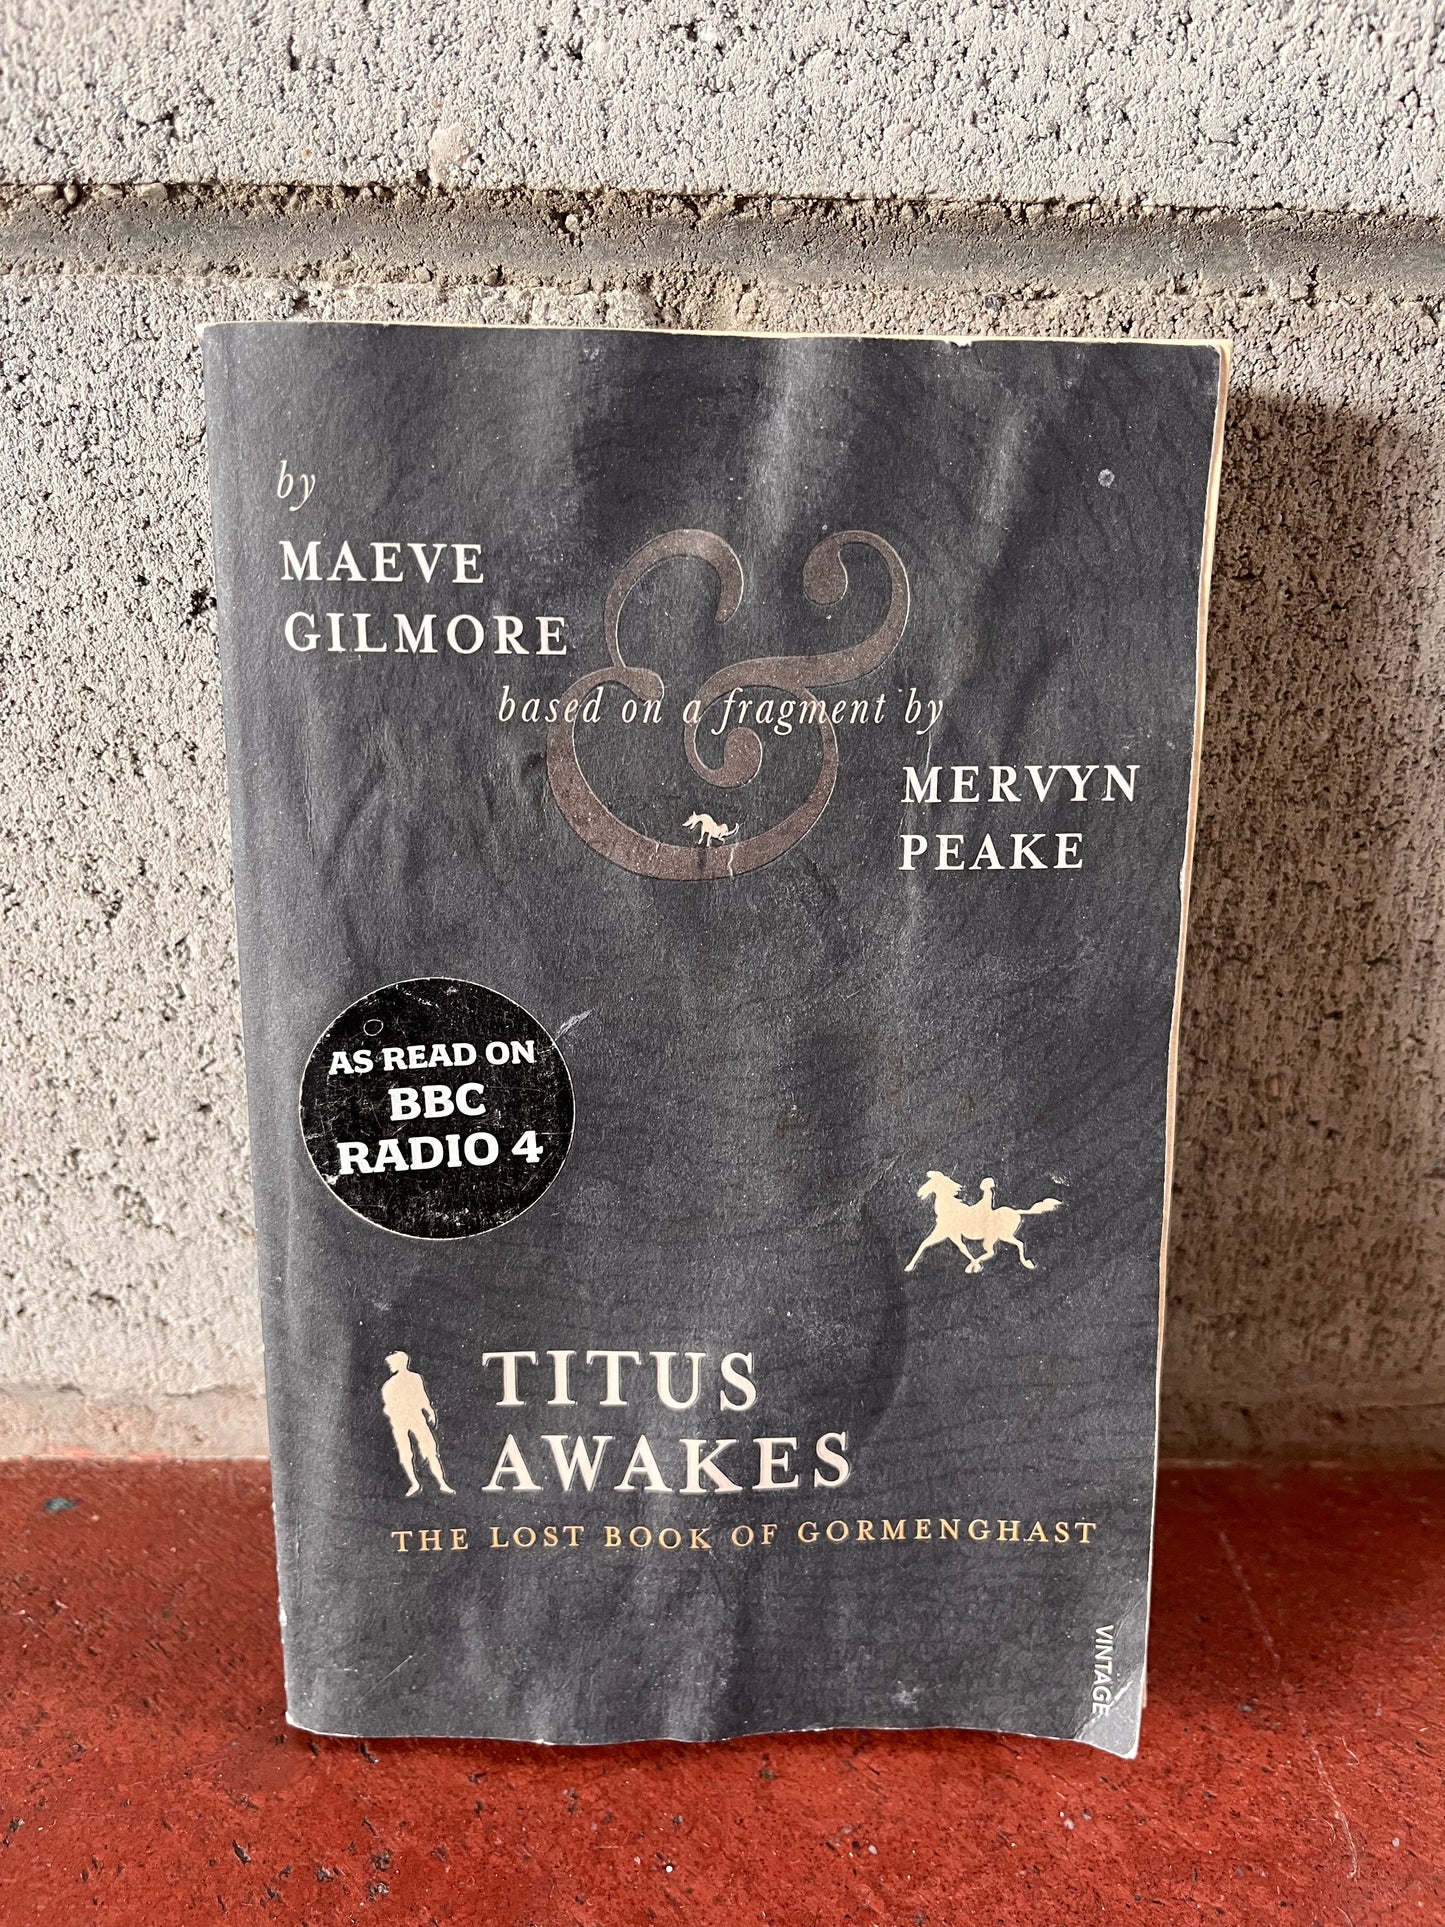 by
MAEVE
GILMORE
based on a fragment by
MERVYN
PEAKE
&
AS READ ON
BBC
RADIO 4
TITUS
AWAKES
THE LOST BOOK OF GORMENGHAST
VINTAGE